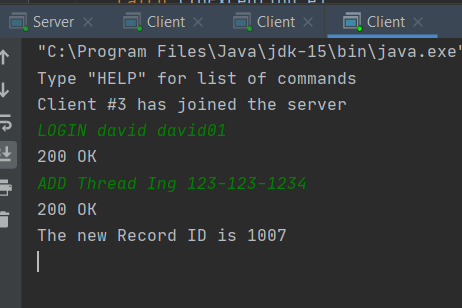 Server Client Client Client
"C:\Program Files\Java\jdk-15\bin\java.exe"
Type "HELP" for list of commands
Client #3 has joined the server
LOGIN david david01
200 OK
ADD Thread Ing 123-123-1234
200 OK
The new Record ID is 1007